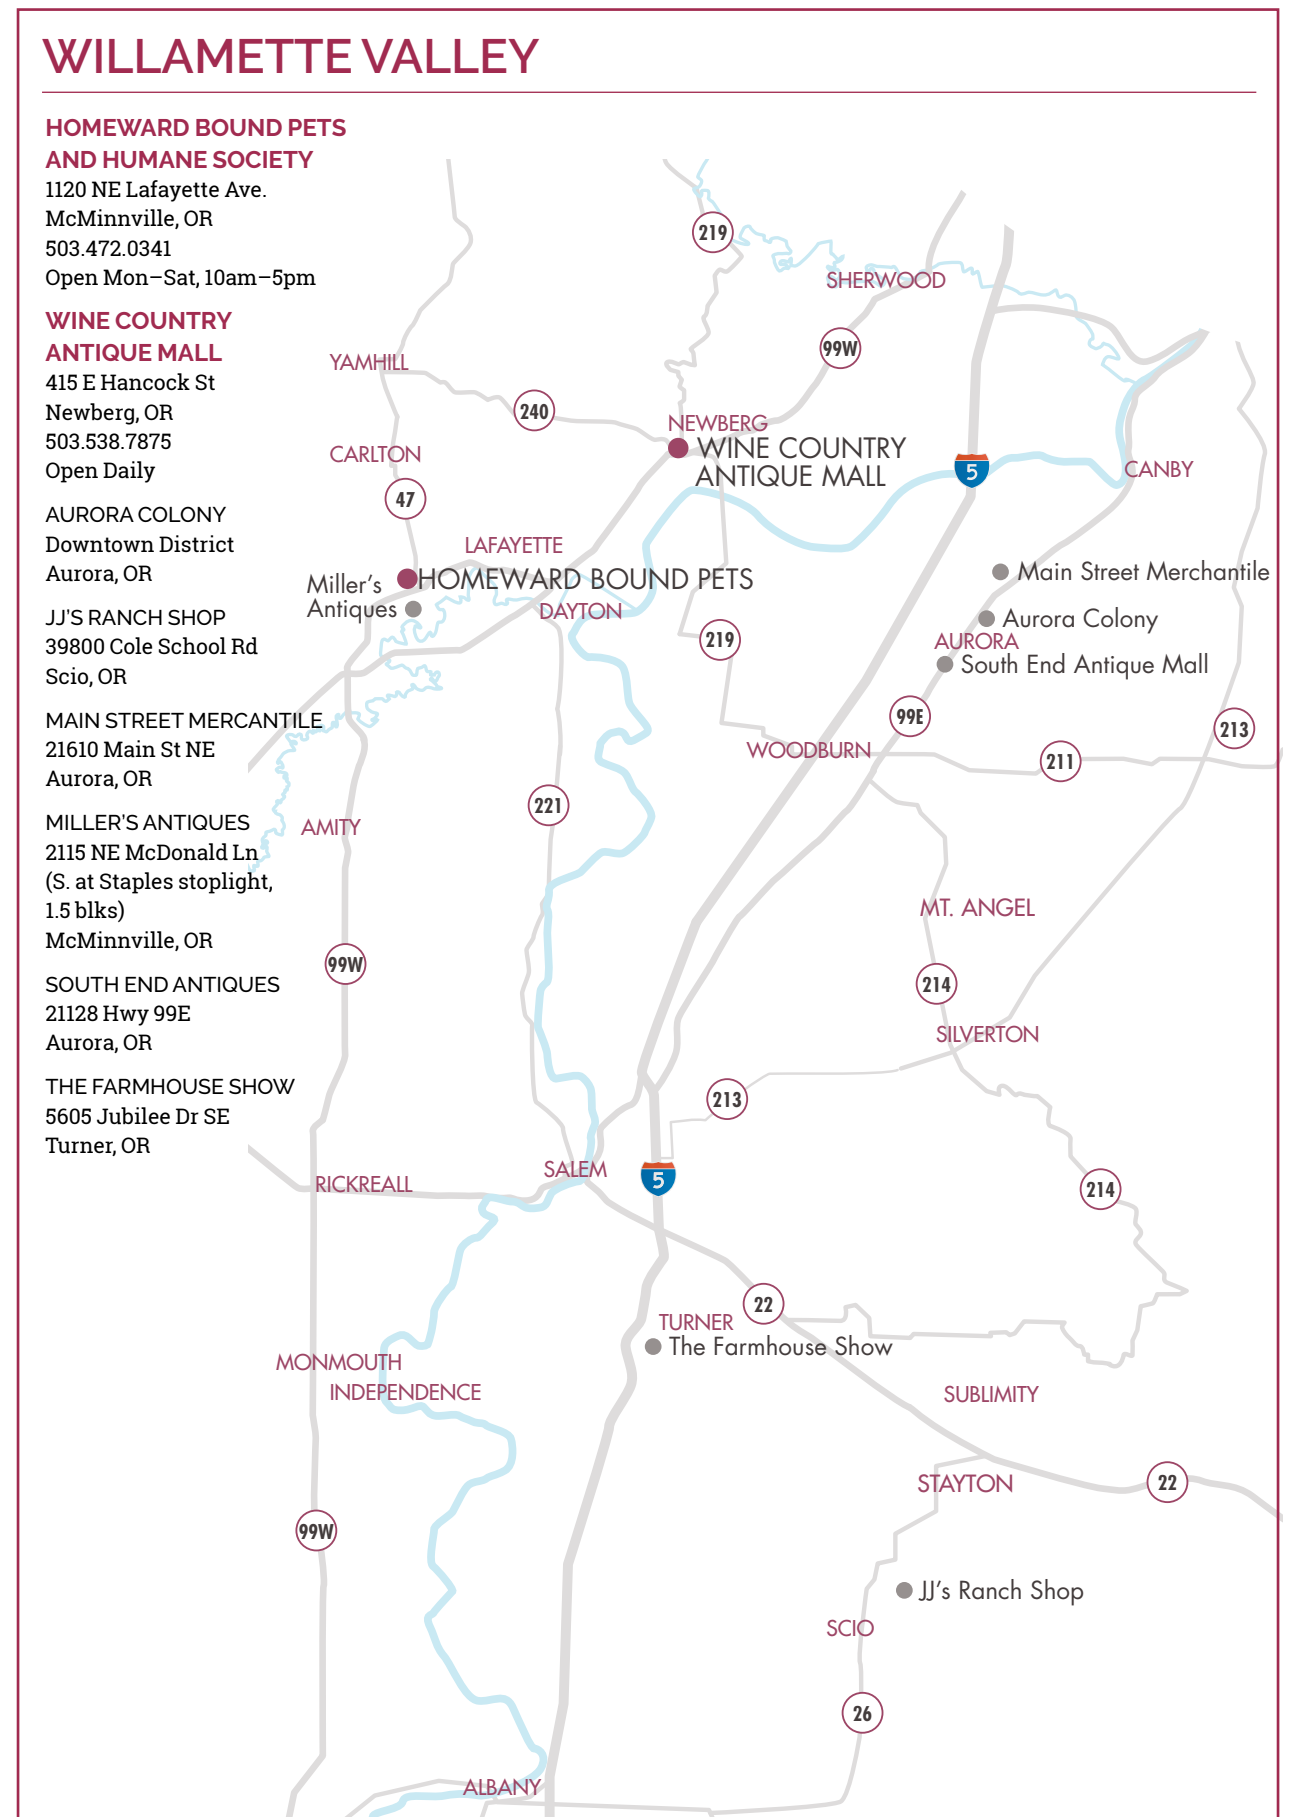 WILLAMETTE VALLEY
HOMEWARD BOUND PETS
AND HUMANE SOCIETY
1120 NE Lafayette Ave.
McMinnville, OR
503.472.0341
Open Mon–Sat, 10am–5pm
WINE COUNTRY
ANTIQUE MALL
415 E Hancock St
Newberg, OR
503.538.7875
Open Daily
AURORA COLONY
Downtown District
Aurora, OR
JJ'S RANCH SHOP
39800 Cole School Rd
Scio, OR
MAIN STREET MERCANTILE
21610 Main St NE
Aurora, OR
MILLER'S ANTIQUES
2115 NE McDonald Ln
(S. at Staples stoplight,
1.5 blks)
McMinnville, OR
SOUTH END ANTIQUES
21128 Hwy 99E
Aurora, OR
THE FARMHOUSE SHOW
5605 Jubilee Dr SE
Turner, OR
219
SHERWOOD
99W
YAMHILL
240
NEWBERG
WINE COUNTRY
ANTIQUE MALL
CARLTON
5
CANBY
47
LAFAYETTE
Miller's
Antiques
HOMEWARD BOUND PETS
DAYTON
Main Street Merchantile
Aurora Colony
219
AURORA
South End Antique Mall
99E
213
WOODBURN
211
221
AMITY
MT. ANGEL
99W
214
SILVERTON
213
SALEM
5
RICKREALL
214
22
TURNER
The Farmhouse Show
MONMOUTH
INDEPENDENCE
SUBLIMITY
STAYTON
22
99W
JJ's Ranch Shop
SCIO
26
ALBANY